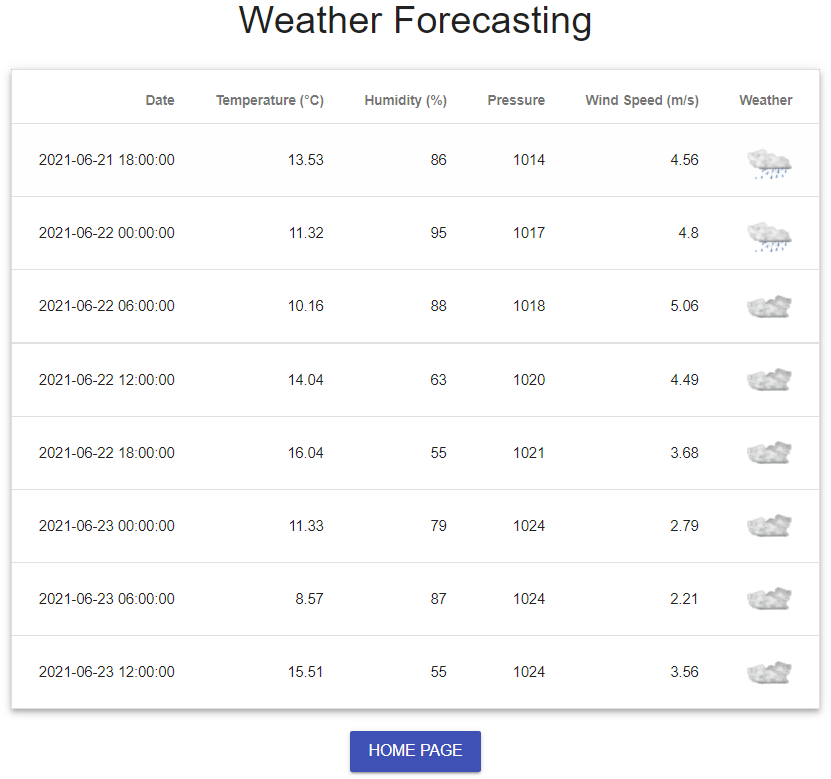 Weather Forecasting
Date Temperature (°C) Humidity (%) Pressure Wind Speed (m/s) Weather
2021-06-21 18:00:00 13.53 86 1014 4.56
2021-06-22 00:00:00 11.32 95 1017 4.8
2021-06-22 06:00:00 10.16 88 1018 5.06
2021-06-22 12:00:00 14.04 63 1020 4.49
2021-06-22 18:00:00 16.04 55 1021 3.68
2021-06-23 00:00:00 11.33 79 1024 2.79
2021-06-23 06:00:00 8.57 87 1024 2.21
2021-06-23 12:00:00 15.51 55 1024 3.56
HOME PAGE